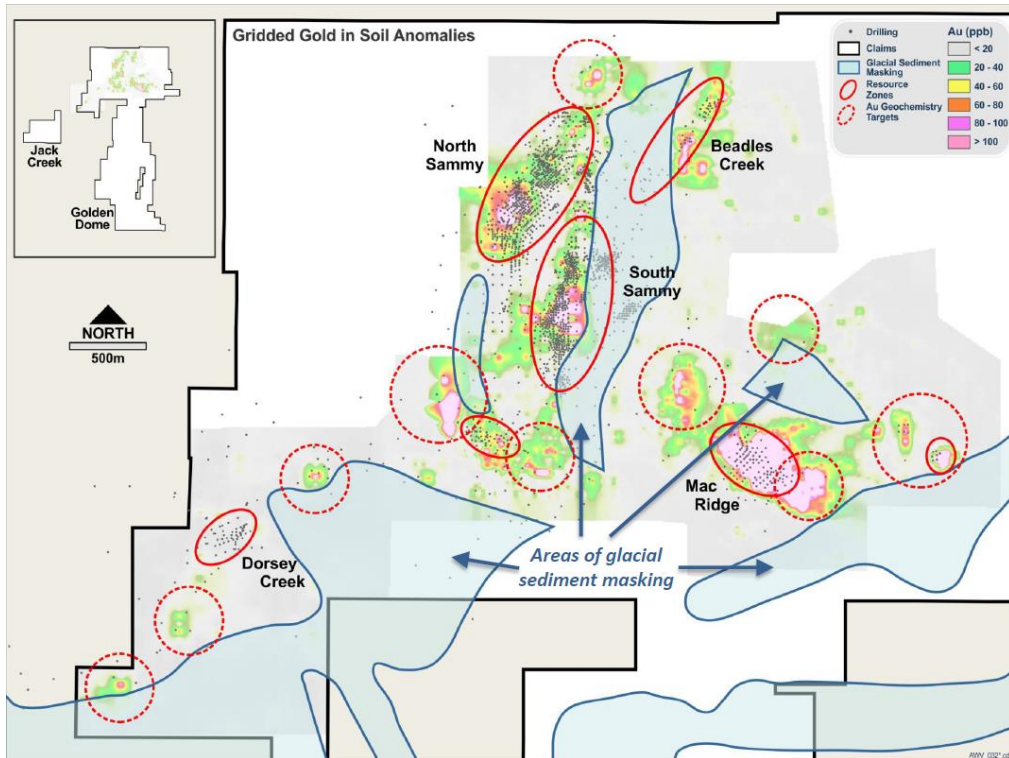 Gridded Gold in Soil Anomalies
Jack
Creek
Golden
Dome
NORTH
500m
Drilling
Claims
Glacial Sediment
Masking
Resource
Zones
Au Geochemistry
Targets
Au (ppb)
< 20
20 - 40
40 - 60
60 - 80
80 - 100
> 100
North
Sammy
Beadles
Creek
South
Sammy
Mac
Ridge
Dorsey
Creek
Areas of glacial
sediment masking